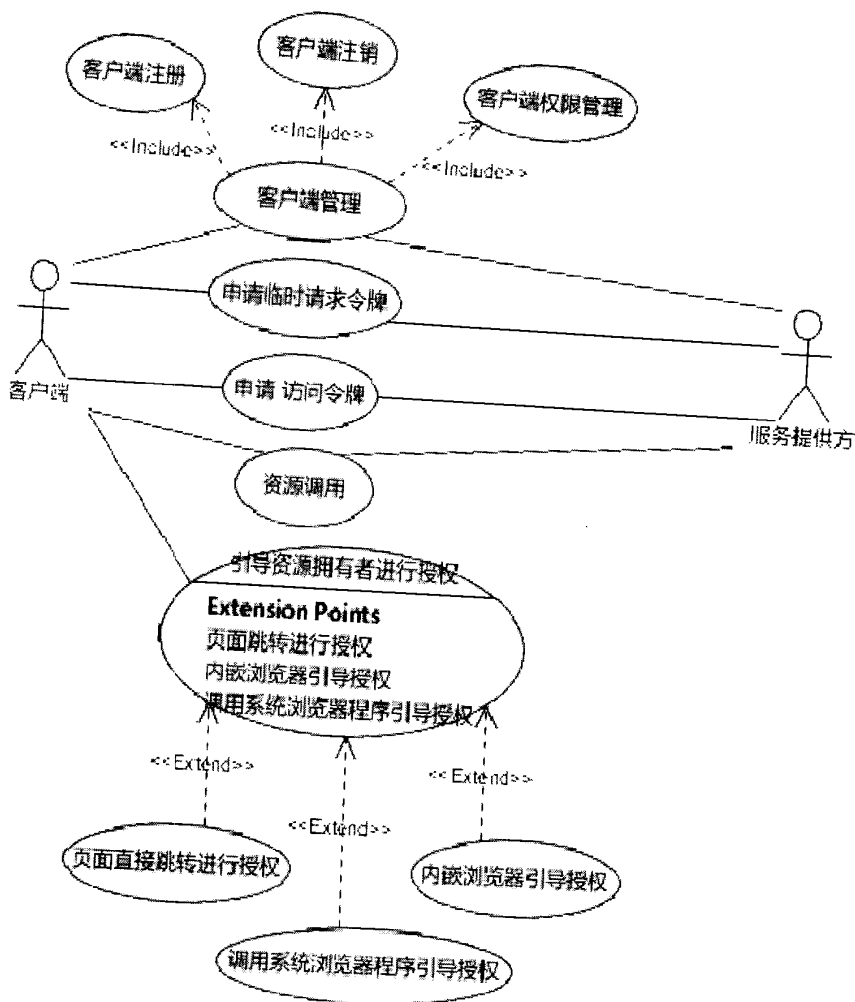 客户端注册
客户端注销
客户端权限管理
<<Include>>
<<Include>>
<<Include>>
客户端管理
申请临时请求令牌
客户端
申请 访问令牌
服务提供方
资源调用
引导资源拥有者进行授权
Extension Points
页面跳转进行授权
内嵌浏览器引导授权
调用系统浏览器程序引导授权
<<Extend>>
<<Extend>>
<<Extend>>
页面直接跳转进行授权
内嵌浏览器引导授权
调用系统浏览器程序引导授权